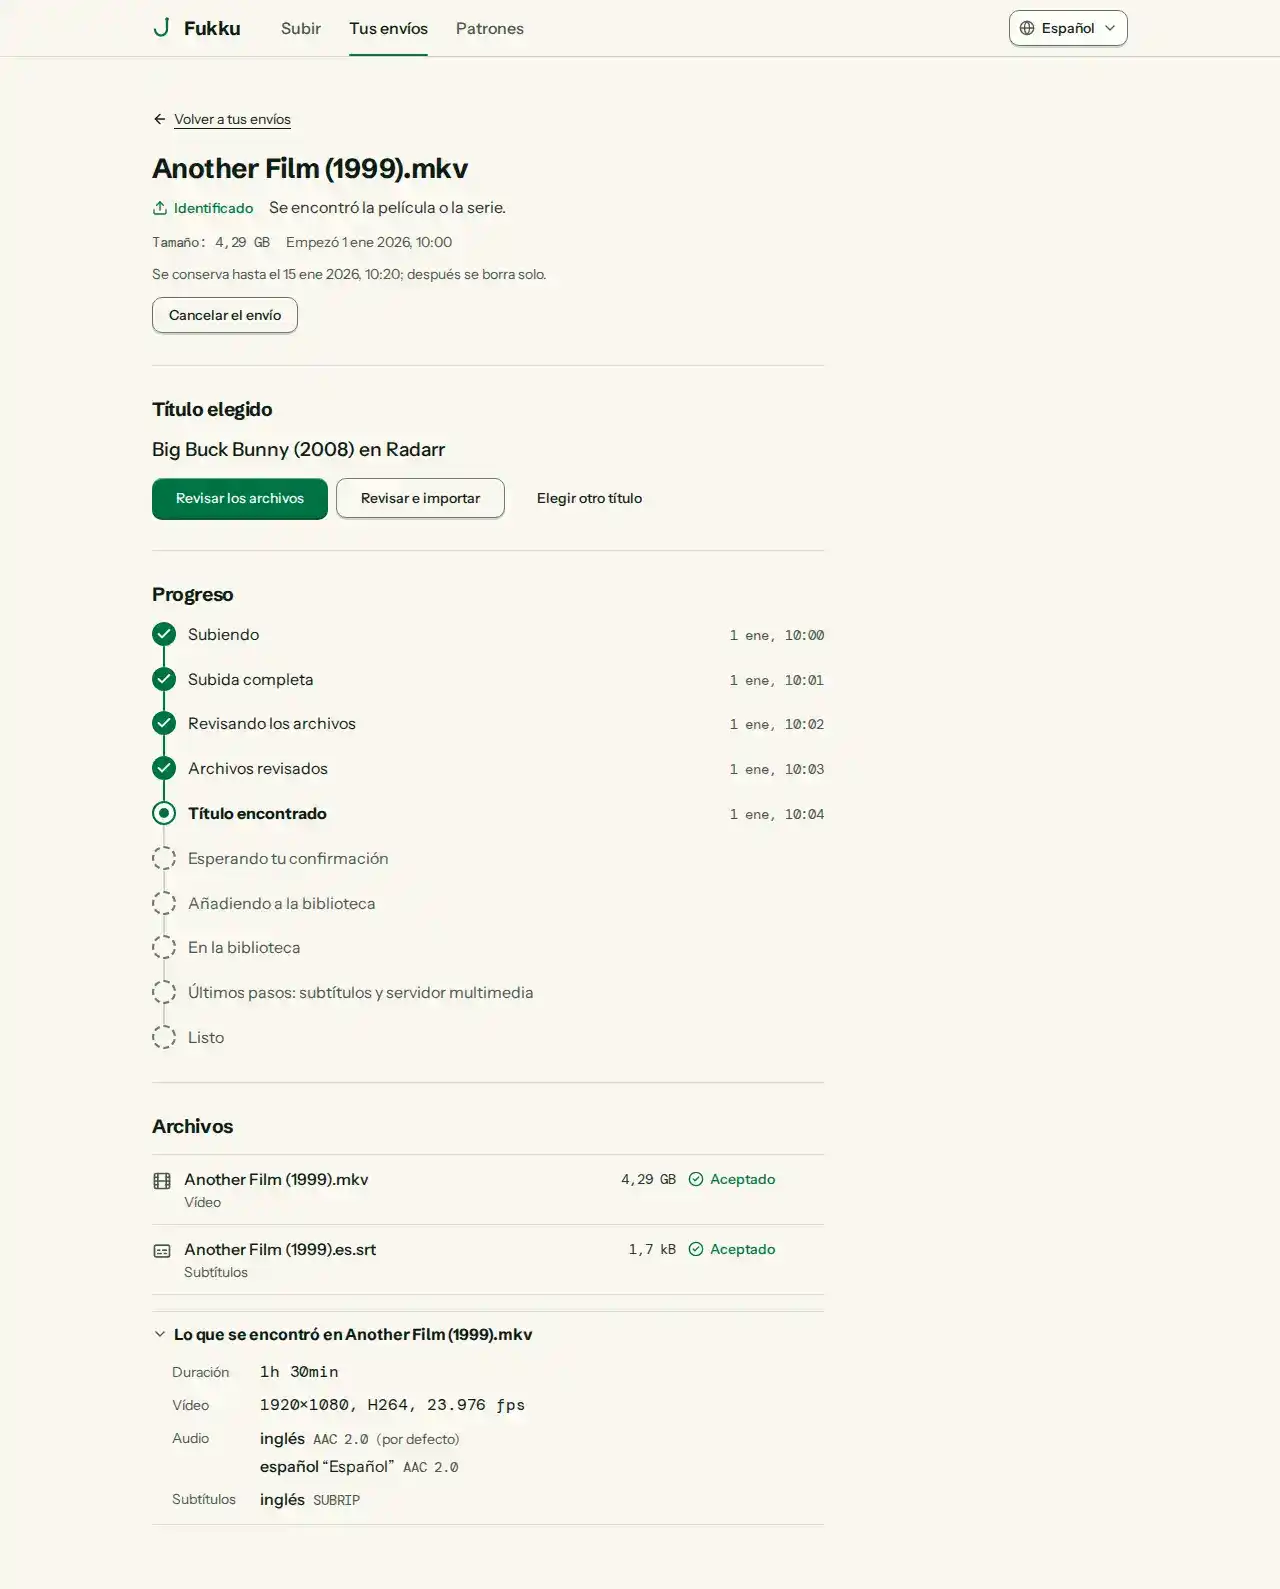 Fukku Subir Tus envíos Patrones Español
Volver a tus envíos
Another Film (1999).mkv
Identificado Se encontró la película o la serie.
Tamaño: 4,29 GB Empezó 1 ene 2026, 10:00
Se conserva hasta el 15 ene 2026, 10:20; después se borra solo.
Cancelar el envío
Título elegido
Big Buck Bunny (2008) en Radarr
Revisar los archivos Revisar e importar Elegir otro título
Progreso
Subiendo 1 ene, 10:00
Subida completa 1 ene, 10:01
Revisando los archivos 1 ene, 10:02
Archivos revisados 1 ene, 10:03
Título encontrado 1 ene, 10:04
Esperando tu confirmación
Añadiendo a la biblioteca
En la biblioteca
Últimos pasos: subtítulos y servidor multimedia
Listo
Archivos
Another Film (1999).mkv 4,29 GB Aceptado
Vídeo
Another Film (1999).es.srt 1,7 kB Aceptado
Subtítulos
Lo que se encontró en Another Film (1999).mkv
Duración 1h 30min
Vídeo 1920×1080, H264, 23.976 fps
Audio inglés AAC 2.0 (por defecto)
español “Español” AAC 2.0
Subtítulos inglés SUBRIP